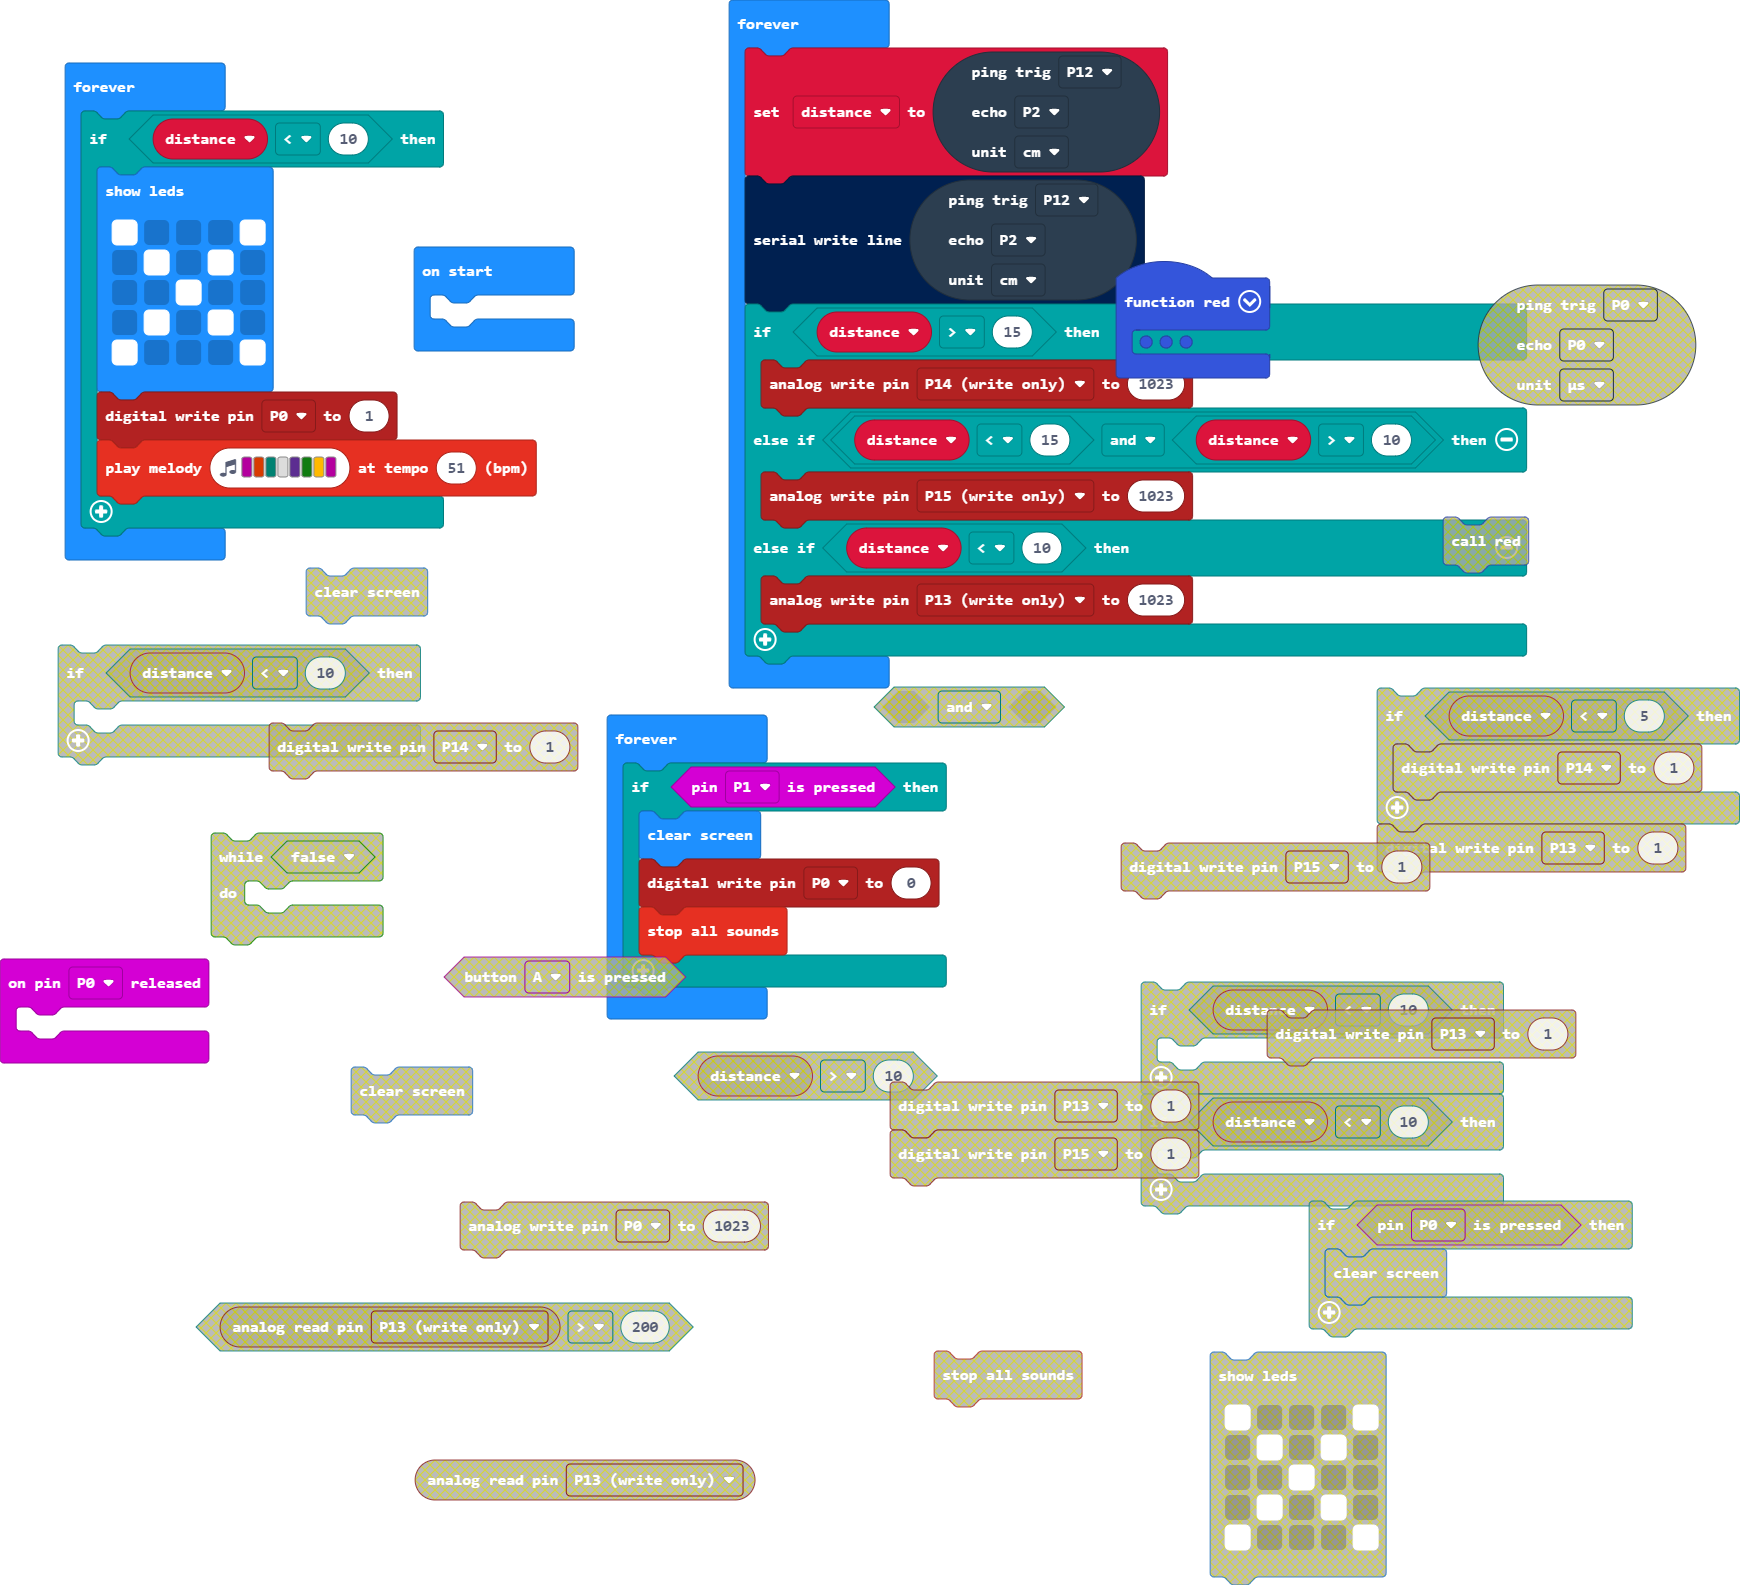 forever
if distance < 10 then
show leds
digital write pin P0 to 1
play melody at tempo 51 (bpm)
on start
forever
set distance to ping trig P12
echo P2
unit cm
serial write line ping trig P12
echo P2
unit cm
if distance > 15 then
analog write pin P14 (write only) to 1023
else if distance < 15 and distance > 10 then
analog write pin P15 (write only) to 1023
else if distance < 10 then
analog write pin P13 (write only) to 1023
function red
ping trig P0
echo P0
unit µs
call red
clear screen
if distance < 10 then
digital write pin P14 to 1
while false
do
on pin P0 released
clear screen
and
forever
if pin P1 is pressed then
clear screen
digital write pin P0 to 0
stop all sounds
button A is pressed
if distance < 5 then
digital write pin P14 to 1
digital write pin P15 to 1
write pin P13 to 1
distance > 10
if distance < 10 then
digital write pin P13 to 1
digital write pin P13 to 1
digital write pin P15 to 1
distance < 10 then
analog write pin P0 to 1023
if pin P0 is pressed then
clear screen
analog read pin P13 (write only) > 200
stop all sounds
show leds
analog read pin P13 (write only)